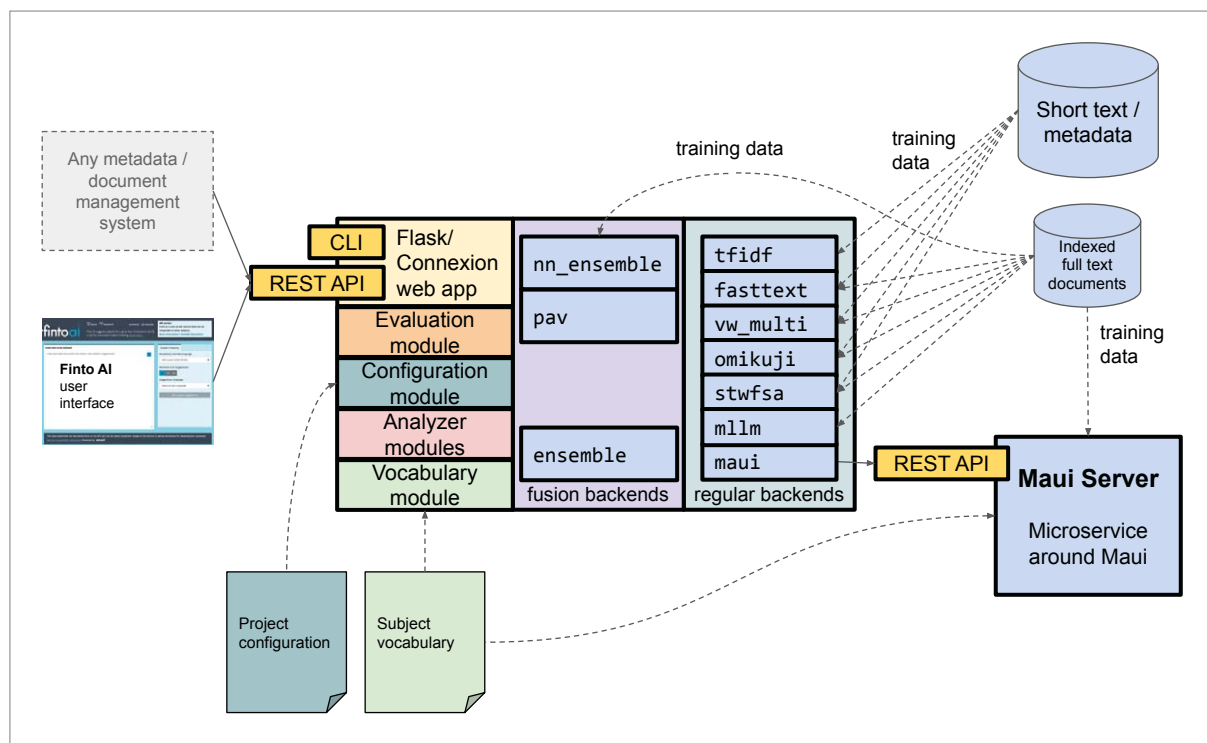 Any metadata /
document
management
system
fintoai
Finto AI
user
interface
CLI
REST API
Flask/
Connexion
web app
Evaluation
module
Configuration
module
Analyzer
modules
Vocabulary
module
training data
nn_ensemble
pav
ensemble
fusion backends
training
data
tfidf
fasttext
vw_multi
omikuji
stwfsa
mllm
maui
regular backends
Short text /
metadata
Indexed
full text
documents
training
data
REST API
Maui Server
Microservice
around Maui
Project
configuration
Subject
vocabulary